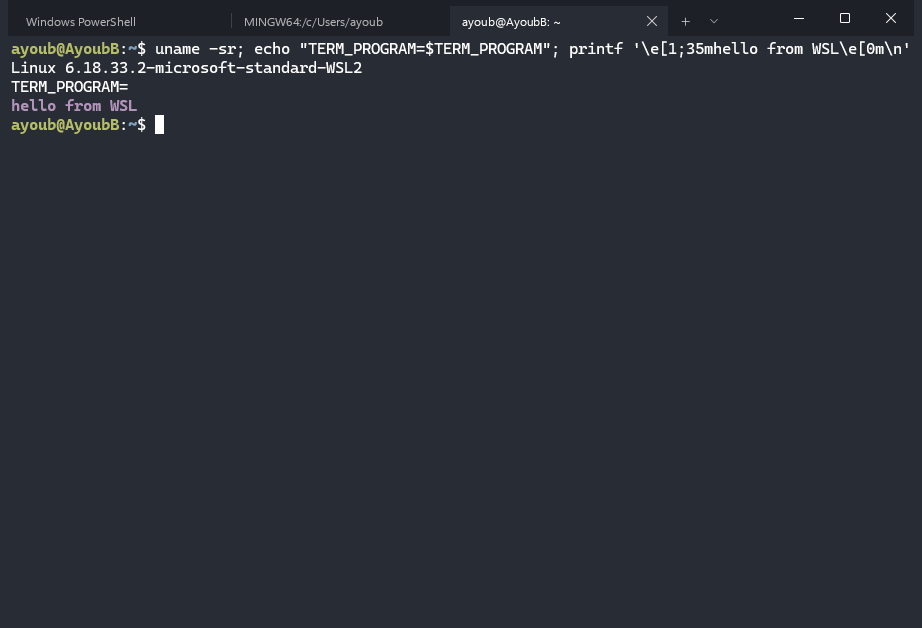 Windows PowerShell
MINGW64:/c/Users/ayoub
ayoub@AyoubB: ~
ayoub@AyoubB:~$ uname -sr; echo "TERM_PROGRAM=$TERM_PROGRAM"; printf '\e[1;35mhello from WSL\e[0m\n'
Linux 6.18.33.2-microsoft-standard-WSL2
TERM_PROGRAM=
hello from WSL
ayoub@AyoubB:~$